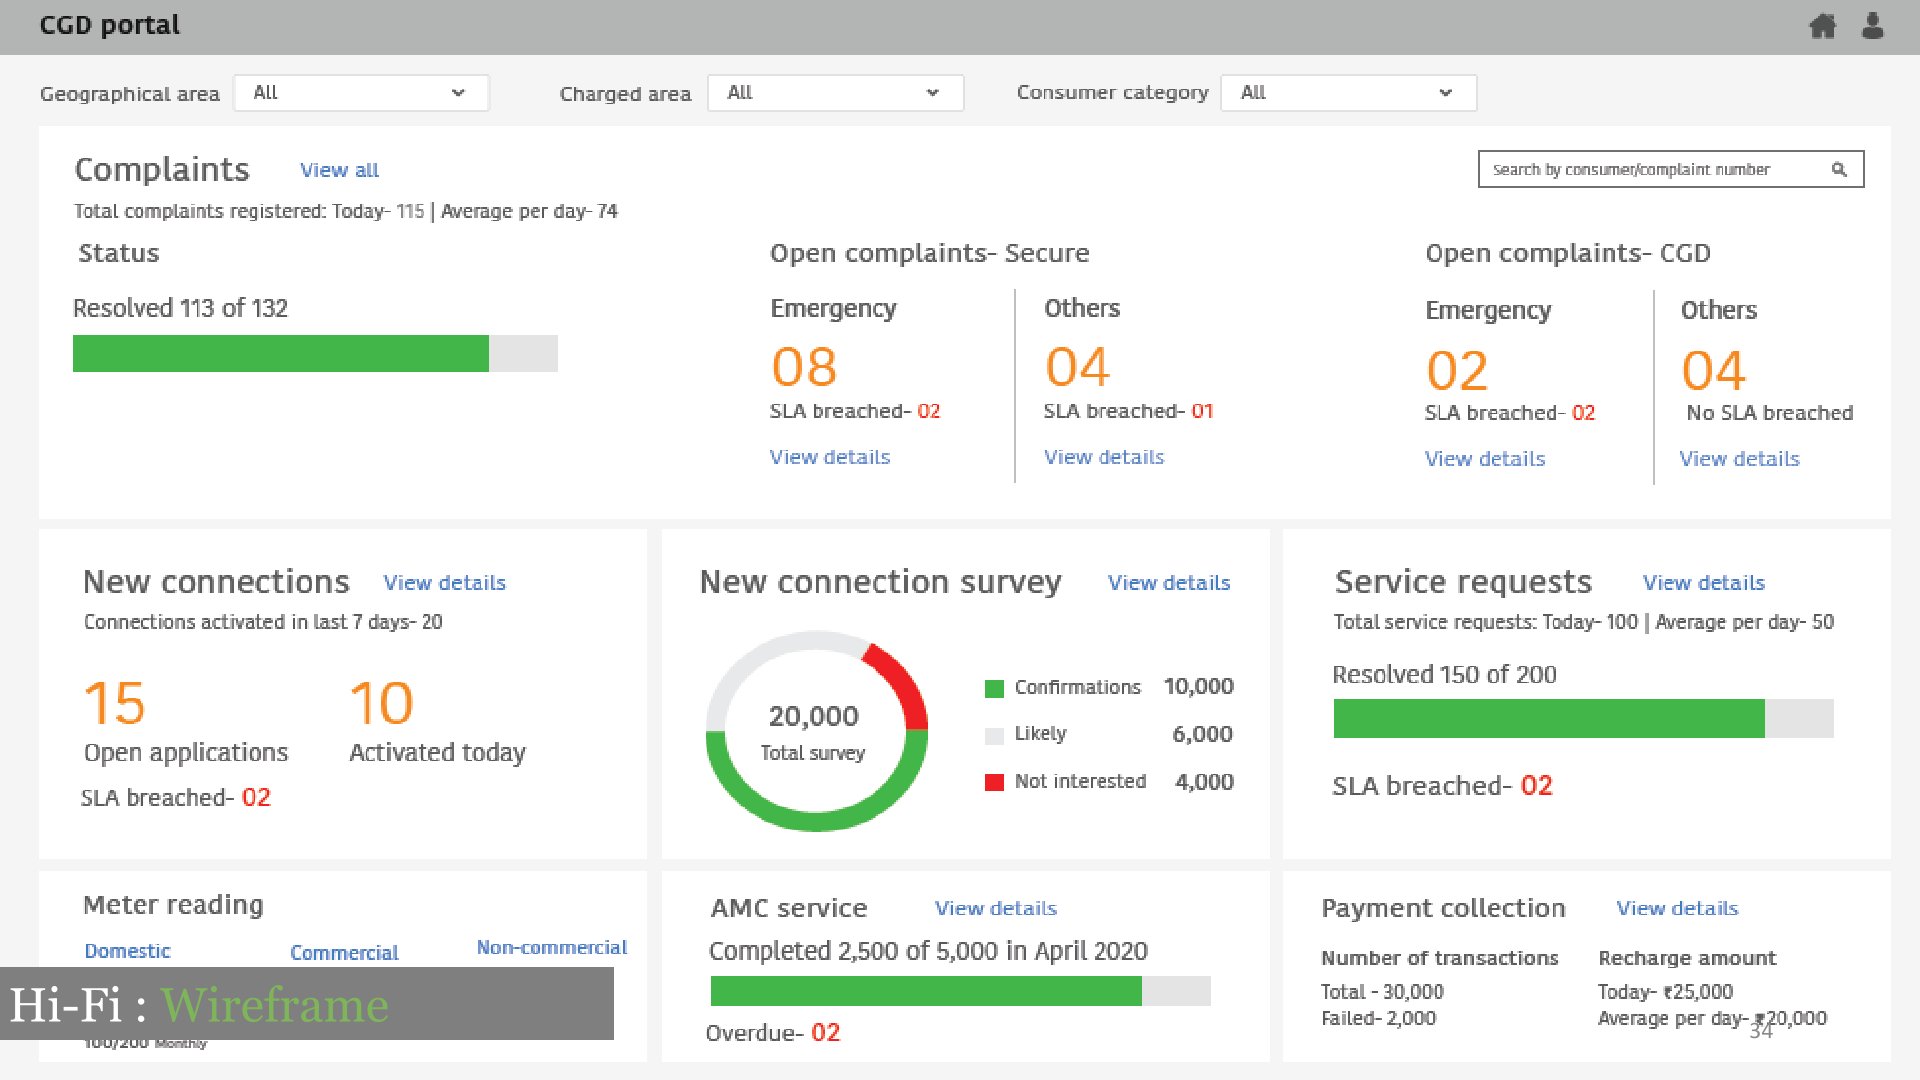 CGD portal
Geographical area All Charged area All Consumer category All
Complaints View all Search by consumer/complaint number
Total complaints registered: Today- 115 | Average per day- 74
Status Open complaints- Secure Open complaints- CGD
Resolved 113 of 132 Emergency Others Emergency Others
08 04 02 04
SLA breached- 02 SLA breached- 01 SLA breached- 02 No SLA breached
View details View details View details View details
New connections View details
Connections activated in last 7 days- 20
15 10
Open applications Activated today
SLA breached- 02
New connection survey View details
20,000
Total survey
Confirmations 10,000
Likely 6,000
Not interested 4,000
Service requests View details
Total service requests: Today- 100 | Average per day- 50
Resolved 150 of 200
SLA breached- 02
Meter reading
Domestic Commercial Non-commercial
Hi-Fi : Wireframe
100/200 Monthly
AMC service View details
Completed 2,500 of 5,000 in April 2020
Overdue- 02
Payment collection View details
Number of transactions Recharge amount
Total - 30,000 Today- ₹25,000
Failed- 2,000 Average per day- ₹20,000
34